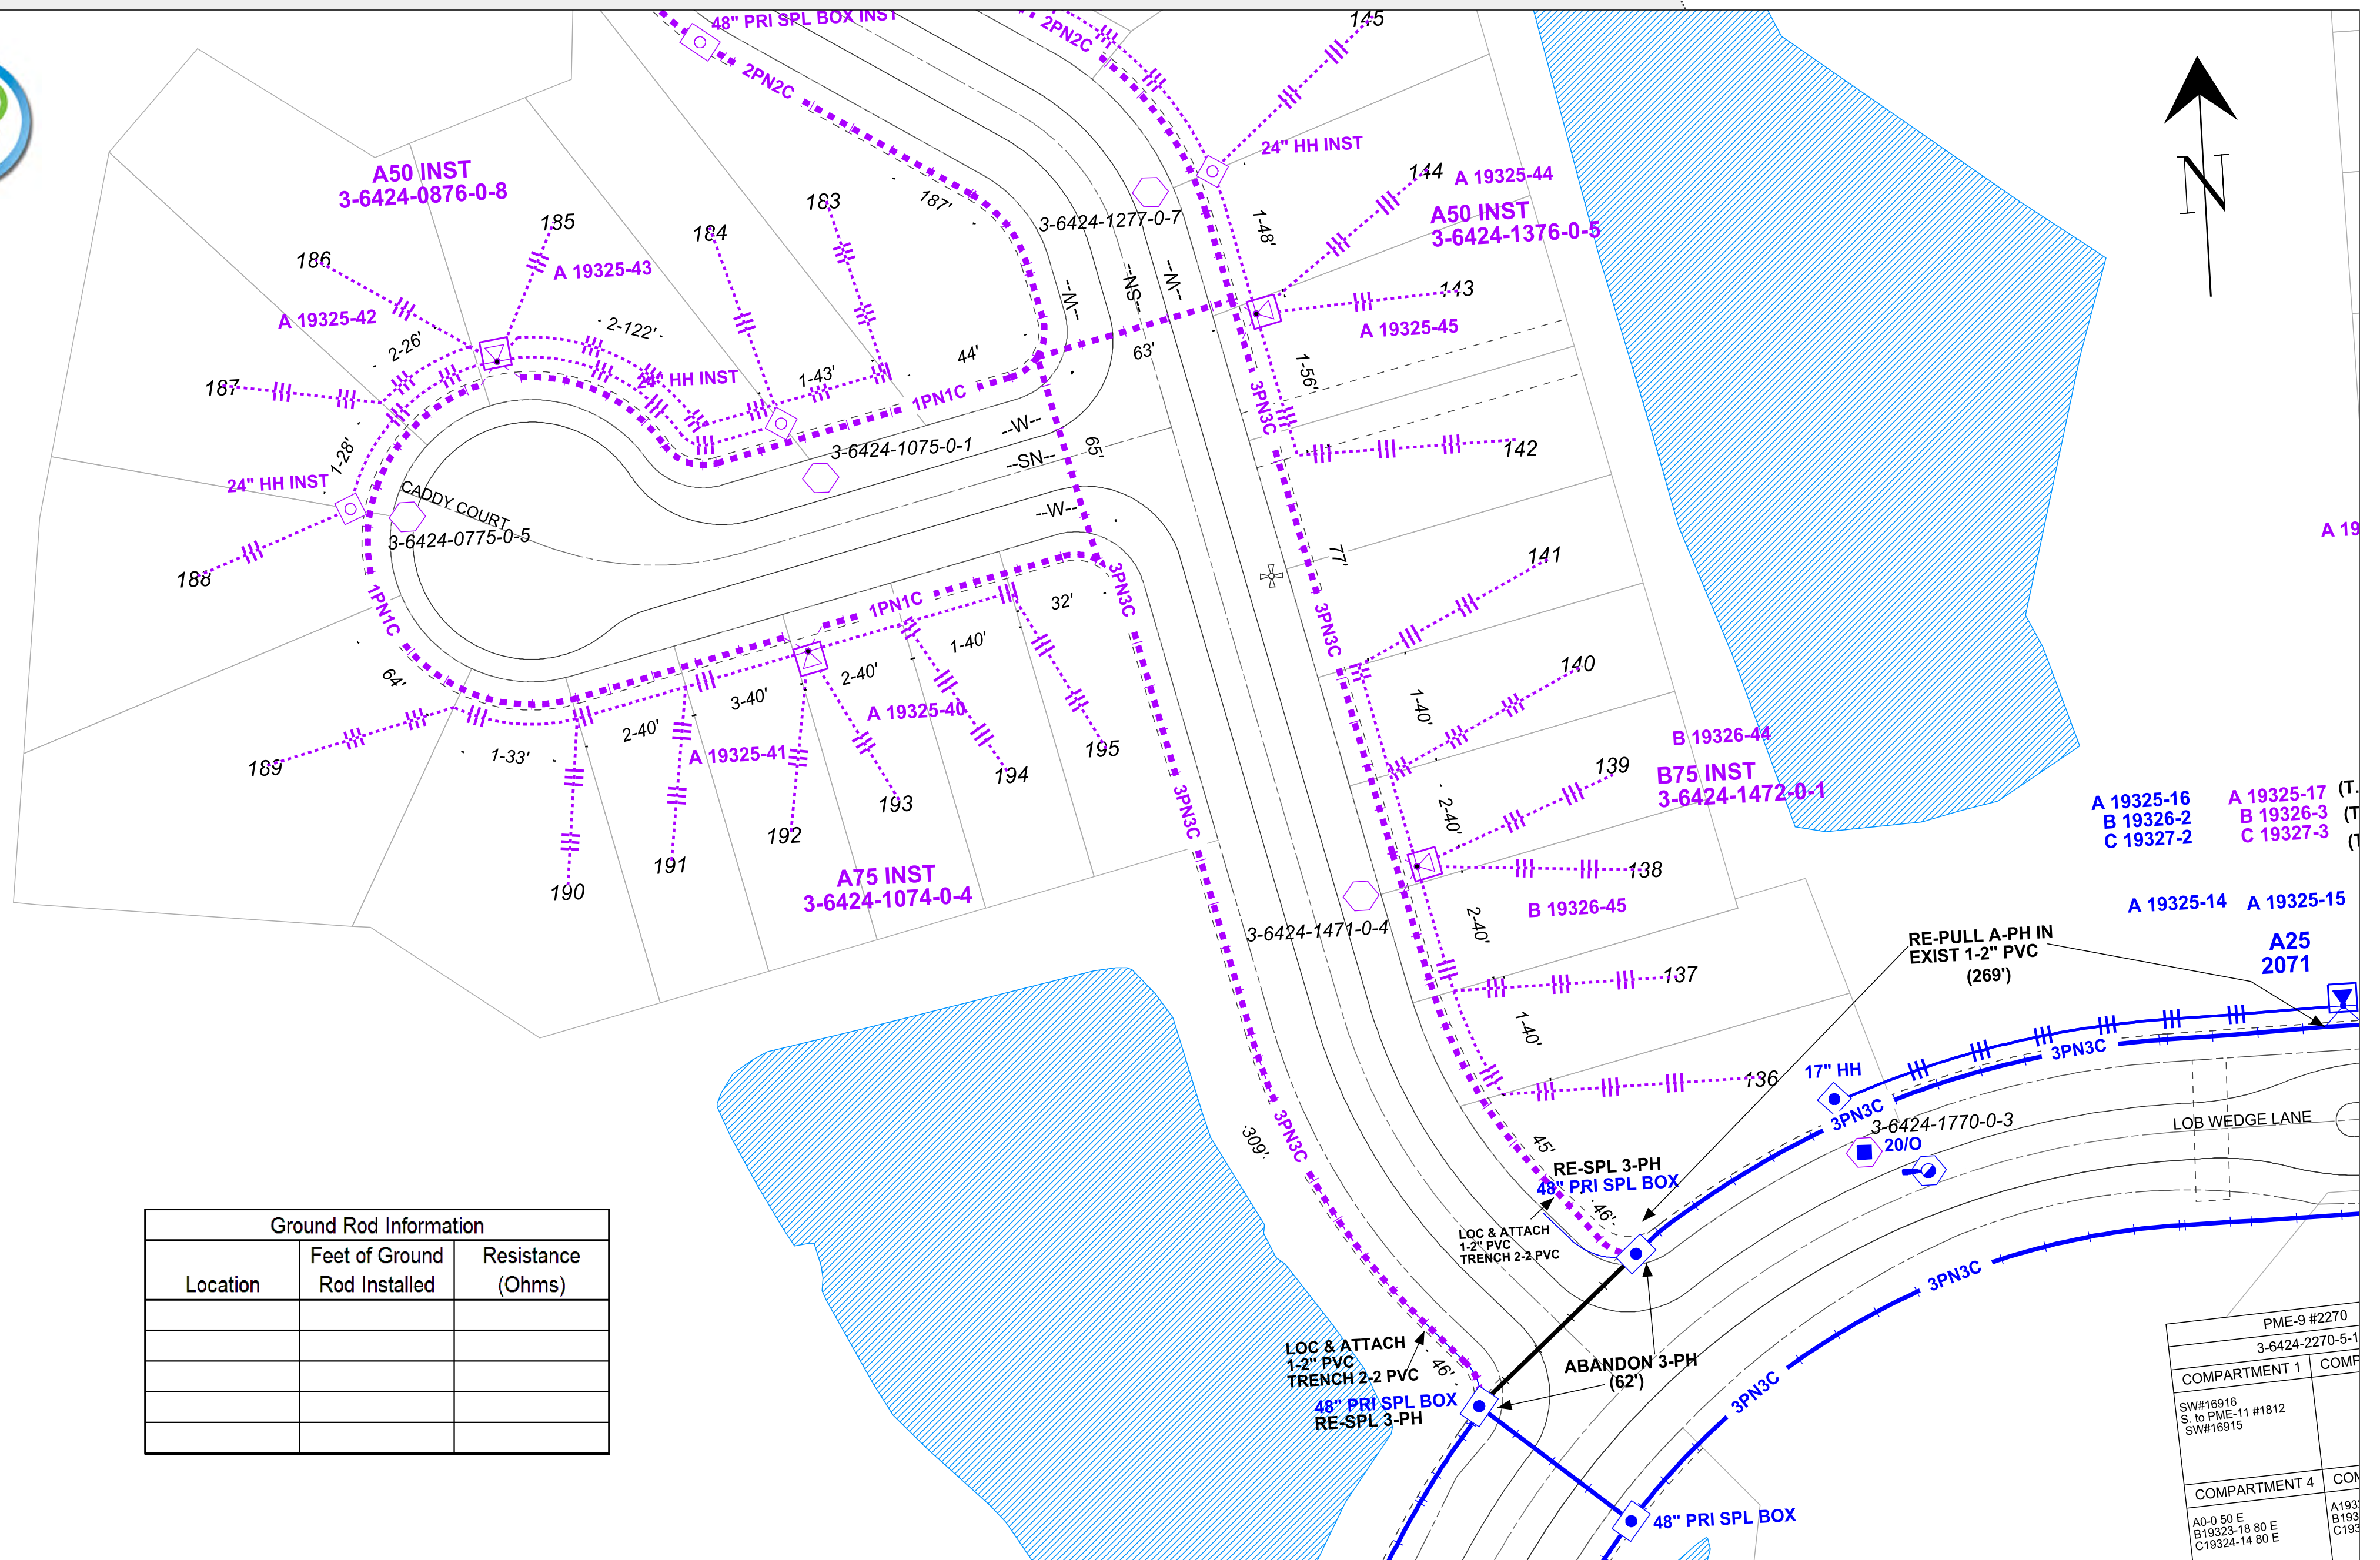 48" PRI SPL BOX INST
2PN2C
2PN2C
145
24" HH INST
144
A 19325-44
A50 INST
3-6424-1376-0-5
A50 INST
3-6424-0876-0-8
185
186
184
183
187'
3-6424-1277-0-7
1-48'
A 19325-43
A 19325-42
2-26'
2-122'
--W--
--SN--
--W--
143
A 19325-45
63'
44'
1-43'
24" HH INST
1PN1C
187
1-56'
3PN3C
142
3-6424-1075-0-1
--W--
--SN--
65'
1-28'
24" HH INST
CADDY COURT
3-6424-0775-0-5
--W--
188
77'
141
A 19
1PN1C
1PN1C
32'
3PN3C
3PN3C
1-40'
64'
2-40'
3-40'
2-40'
1-33'
A 19325-40
A 19325-41
189
190
191
192
193
194
195
A75 INST
3-6424-1074-0-4
140
1-40'
B 19326-44
139
B75 INST
3-6424-1472-0-1
3PN3C
2-40'
138
B 19326-45
3-6424-1471-0-4
2-40'
137
1-40'
136
A 19325-16
B 19326-2
C 19327-2
A 19325-17
B 19326-3
C 19327-3
(T.
(T
(T
A 19325-14
A 19325-15
A25
2071
RE-PULL A-PH IN
EXIST 1-2" PVC
(269')
3PN3C
17" HH
3PN3C
3-6424-1770-0-3
20/O
LOB WEDGE LANE
3PN3C
309'
45'
RE-SPL 3-PH
48" PRI SPL BOX
46'
LOC & ATTACH
1-2" PVC
TRENCH 2-2 PVC
LOC & ATTACH
1-2" PVC
TRENCH 2-2 PVC
46'
48" PRI SPL BOX
RE-SPL 3-PH
ABANDON 3-PH
(62')
3PN3C
3PN3C
48" PRI SPL BOX
Ground Rod Information
Location
Feet of Ground
Rod Installed
Resistance
(Ohms)
PME-9 #2270
3-6424-2270-5-1
COMPARTMENT 1
COMP
SW#16916
S. to PME-11 #1812
SW#16915
COMPARTMENT 4
COM
A0-0 50 E
B19323-18 80 E
C19324-14 80 E
A193
B193
C193
N